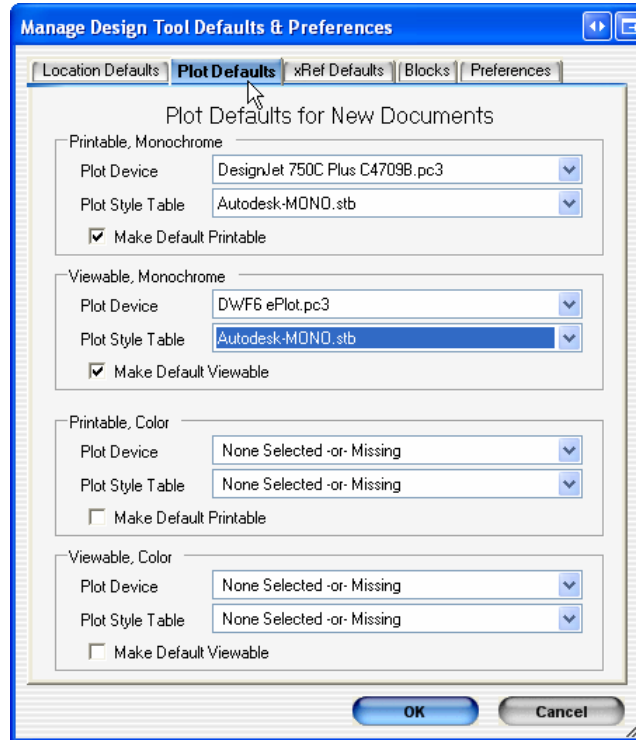 Manage Design Tool Defaults & Preferences
Location Defaults Plot Defaults xRef Defaults Blocks Preferences
Plot Defaults for New Documents
Printable, Monochrome
Plot Device DesignJet 750C Plus C4709B.pc3
Plot Style Table Autodesk-MONO.stb
Make Default Printable
Viewable, Monochrome
Plot Device DWF6 ePlot.pc3
Plot Style Table Autodesk-MONO.stb
Make Default Viewable
Printable, Color
Plot Device None Selected -or- Missing
Plot Style Table None Selected -or- Missing
Make Default Printable
Viewable, Color
Plot Device None Selected -or- Missing
Plot Style Table None Selected -or- Missing
Make Default Viewable
OK Cancel